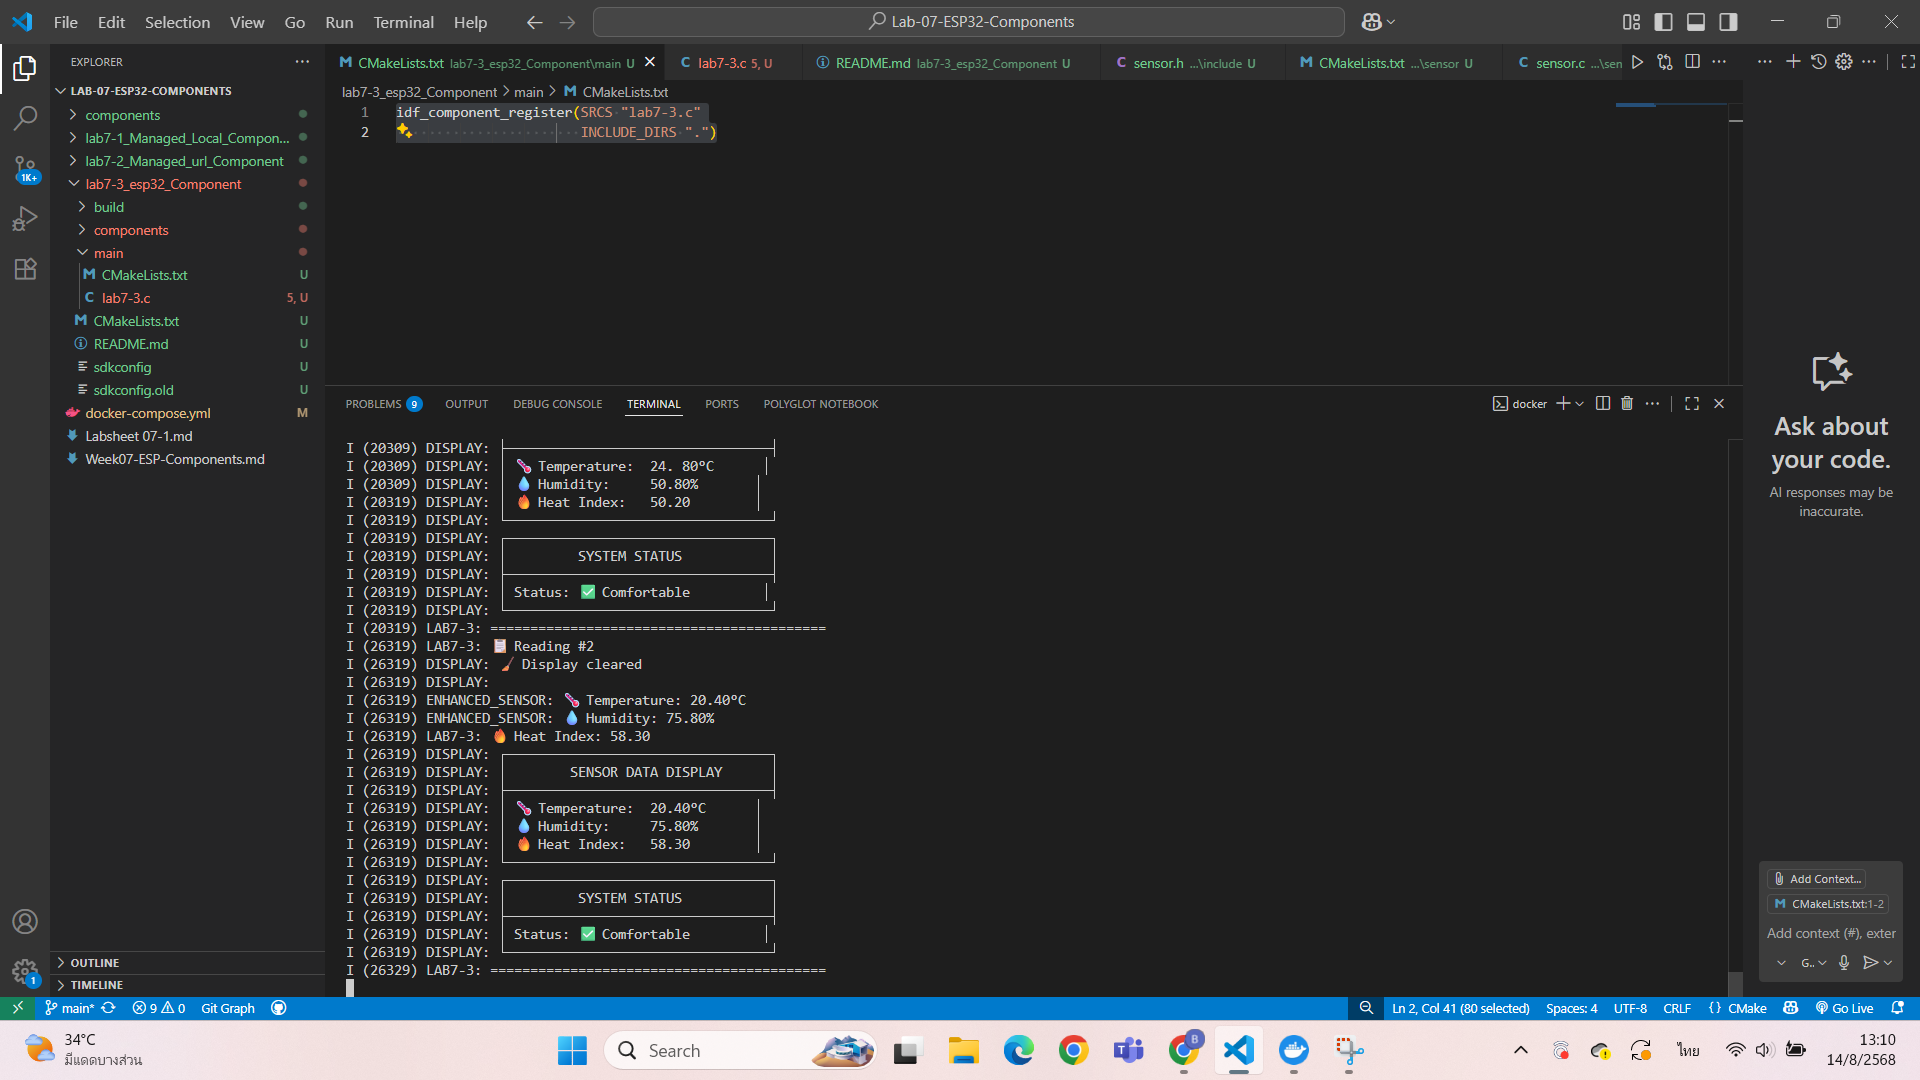 File Edit Selection View Go Run Terminal Help
Lab-07-ESP32-Components
EXPLORER
LAB-07-ESP32-COMPONENTS
components
lab7-1_Managed_Local_Compon...
lab7-2_Managed_url_Component
lab7-3_esp32_Component
build
components
main
CMakeLists.txt U
lab7-3.c 5, U
CMakeLists.txt U
README.md U
sdkconfig U
sdkconfig.old U
docker-compose.yml M
Labsheet 07-1.md
Week07-ESP-Components.md
OUTLINE
TIMELINE
1K+
1
CMakeLists.txt lab7-3_esp32_Component\main U
lab7-3.c 5, U
README.md lab7-3_esp32_Component U
sensor.h ...\include U
CMakeLists.txt ...\sensor U
sensor.c ...\sen
lab7-3_esp32_Component > main > CMakeLists.txt
1 idf_component_register(SRCS "lab7-3.c"
2 INCLUDE_DIRS ".")
PROBLEMS 9 OUTPUT DEBUG CONSOLE TERMINAL PORTS POLYGLOT NOTEBOOK
docker
I (20309) DISPLAY:
I (20309) DISPLAY: Temperature: 24. 80°C
I (20309) DISPLAY: Humidity: 50.80%
I (20319) DISPLAY: Heat Index: 50.20
I (20319) DISPLAY:
I (20319) DISPLAY:
I (20319) DISPLAY: SYSTEM STATUS
I (20319) DISPLAY:
I (20319) DISPLAY: Status: ✅ Comfortable
I (20319) DISPLAY:
I (20319) LAB7-3: ==========================================
I (26319) LAB7-3: 📋 Reading #2
I (26319) DISPLAY: 🧹 Display cleared
I (26319) DISPLAY:
I (26319) ENHANCED_SENSOR: 🌡 Temperature: 20.40°C
I (26319) ENHANCED_SENSOR: 💧 Humidity: 75.80%
I (26319) LAB7-3: 🔥 Heat Index: 58.30
I (26319) DISPLAY:
I (26319) DISPLAY: SENSOR DATA DISPLAY
I (26319) DISPLAY:
I (26319) DISPLAY: 🌡 Temperature: 20.40°C
I (26319) DISPLAY: 💧 Humidity: 75.80%
I (26319) DISPLAY: 🔥 Heat Index: 58.30
I (26319) DISPLAY:
I (26319) DISPLAY:
I (26319) DISPLAY: SYSTEM STATUS
I (26319) DISPLAY:
I (26319) DISPLAY: Status: ✅ Comfortable
I (26319) DISPLAY:
I (26329) LAB7-3: ==========================================
Ask about
your code.
AI responses may be
inaccurate.
Add Context...
CMakeLists.txt:1-2
Add context (#), exter
G..
main* 9 0 Git Graph
Ln 2, Col 41 (80 selected) Spaces: 4 UTF-8 CRLF {} CMake Go Live
34°C
มีแดดบางส่วน
Search
B
ไทย
13:10
14/8/2568